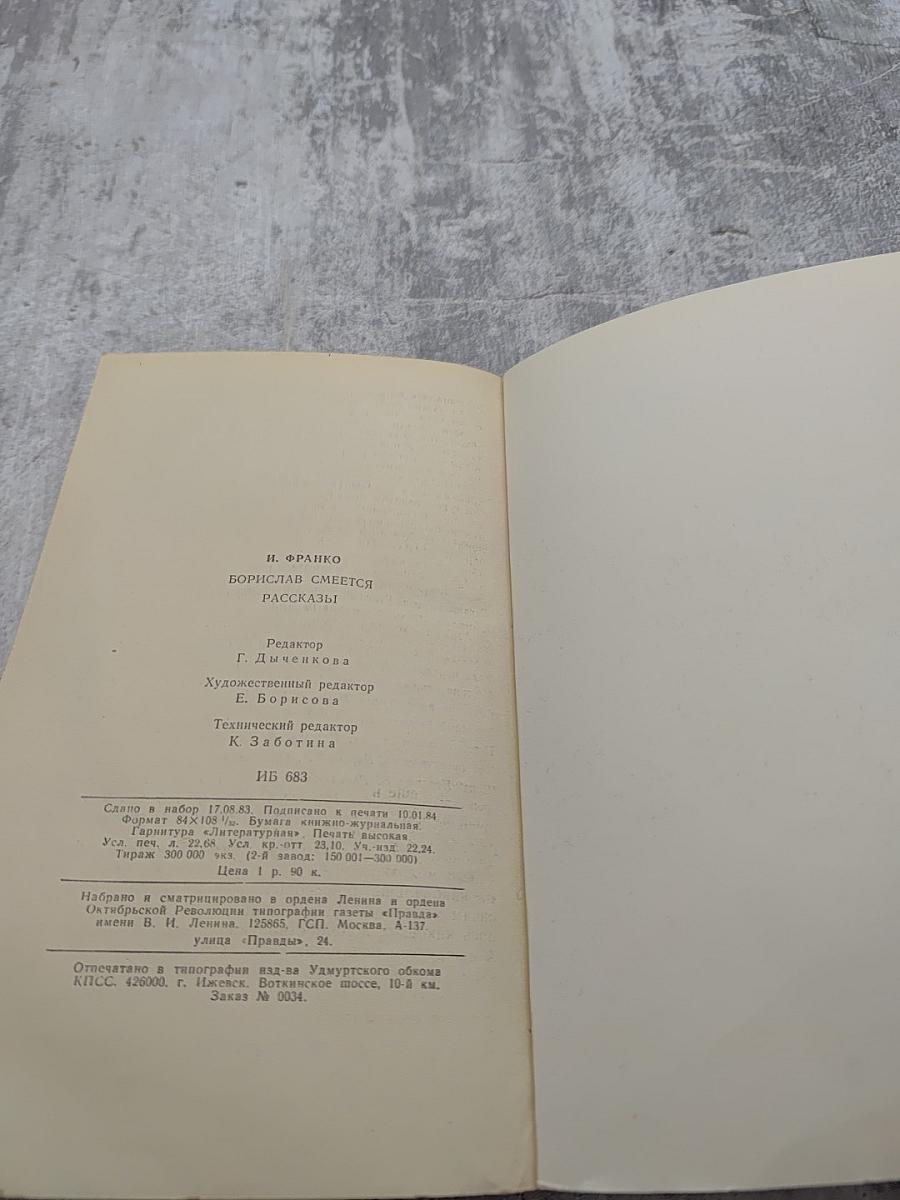 И. ФРАНКО
БОРИСЛАВ СМЕЕТСЯ
РАССКАЗЫ
Редактор
Г. Дыченкова
Художественный редактор
Е. Борисова
Технический редактор
К. Заботина
ИБ 683
Сдано в набор 17.08.83. Подписано к печати 10.01.84
Формат 84×108 1/32. Бумага книжно-журнальная.
Гарнитура «Литературная». Печать высокая.
Усл. печ. л. 22,68. Усл. кр.-отт. 23,10. Уч.-изд. 22,24.
Тираж 300 000 экз. (2-й завод: 150 001—300 000)
Цена 1 р. 90 к.
Набрано и сматрицировано в ордена Ленина и ордена
Октябрьской Революции типографии газеты «Правда»
имени В. И. Ленина. 125865, ГСП. Москва, А-137.
улица «Правды», 24.
Отпечатано в типографии изд-ва Удмуртского обкома
КПСС. 426000. г. Ижевск. Воткинское шоссе, 10-й км.
Заказ № 0034.